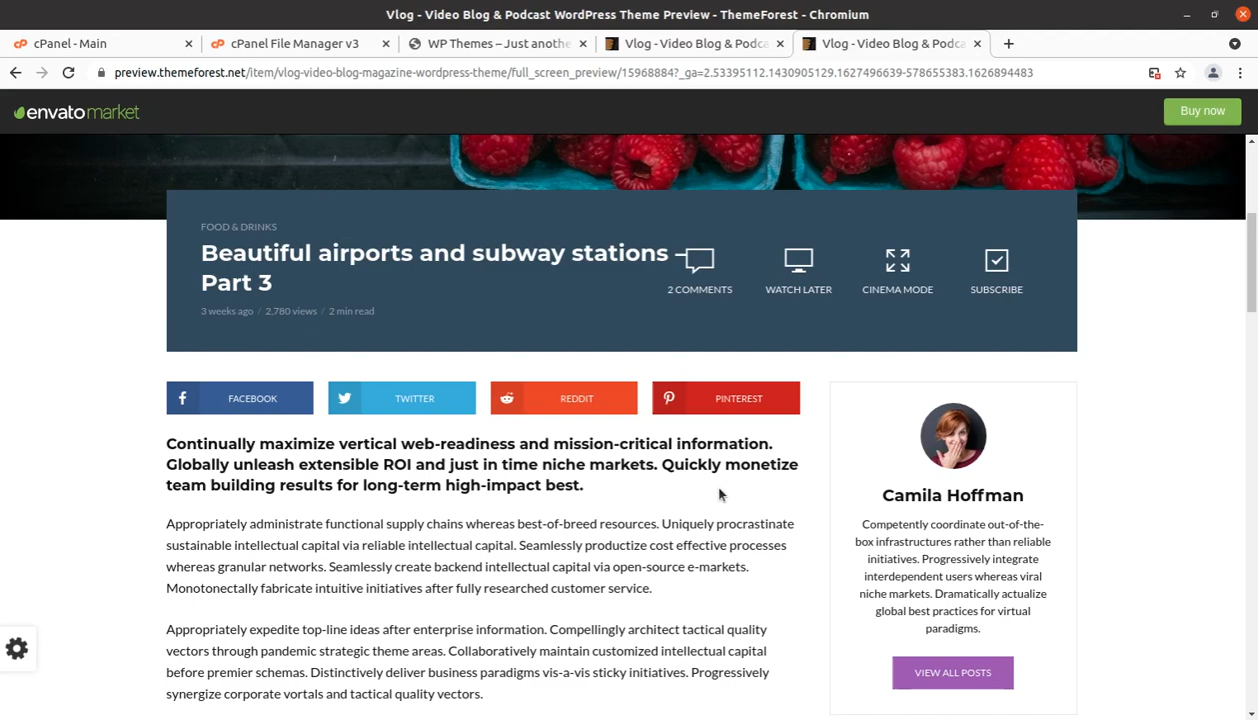 Vlog - Video Blog & Podcast WordPress Theme Preview - ThemeForest - Chromium
cPanel - Main
cPanel File Manager v3
WP Themes – Just anothe
Vlog - Video Blog & Podca
Vlog - Video Blog & Podca
preview.themeforest.net/item/vlog-video-blog-magazine-wordpress-theme/full_screen_preview/15968884?_ga=2.53395112.1430905129.1627496639-578655383.1626894483
envatomarket
Buy now
FOOD & DRINKS
Beautiful airports and subway stations –
Part 3
3 weeks ago / 2,780 views / 2 min read
2 COMMENTS
WATCH LATER
CINEMA MODE
SUBSCRIBE
FACEBOOK
TWITTER
REDDIT
PINTEREST
Continually maximize vertical web-readiness and mission-critical information.
Globally unleash extensible ROI and just in time niche markets. Quickly monetize
team building results for long-term high-impact best.
Appropriately administrate functional supply chains whereas best-of-breed resources. Uniquely procrastinate
sustainable intellectual capital via reliable intellectual capital. Seamlessly productize cost effective processes
whereas granular networks. Seamlessly create backend intellectual capital via open-source e-markets.
Monotonectally fabricate intuitive initiatives after fully researched customer service.
Appropriately expedite top-line ideas after enterprise information. Compellingly architect tactical quality
vectors through pandemic strategic theme areas. Collaboratively maintain customized intellectual capital
before premier schemas. Distinctively deliver business paradigms vis-a-vis sticky initiatives. Progressively
synergize corporate vortals and tactical quality vectors.
Camila Hoffman
Competently coordinate out-of-the-
box infrastructures rather than reliable
initiatives. Progressively integrate
interdependent users whereas viral
niche markets. Dramatically actualize
global best practices for virtual
paradigms.
VIEW ALL POSTS